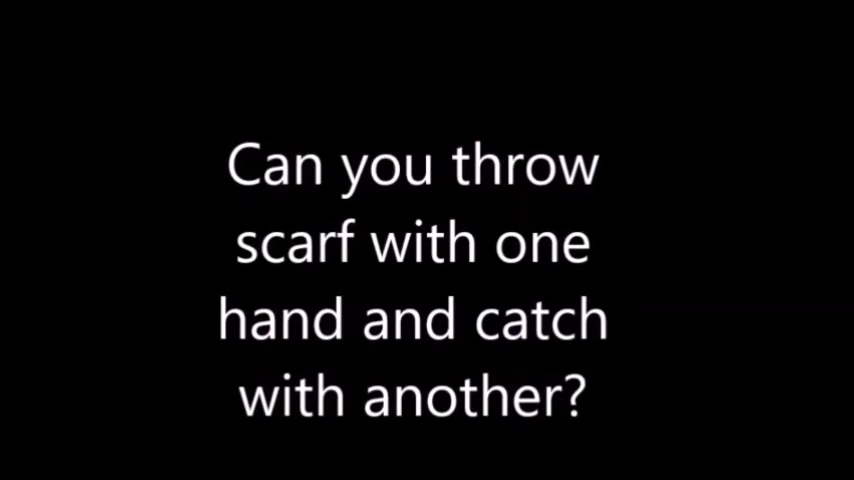 Can you throw
scarf with one
hand and catch
with another?